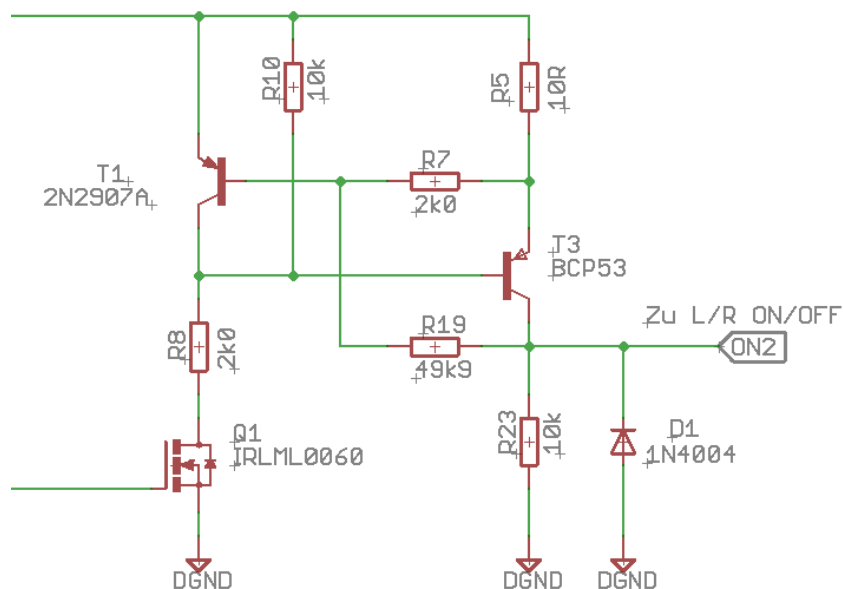 R10
10k
R5
10R
T1
2N2907A
R7
2k0
T3
BCP53
Zu L/R ON/OFF
ON2
R8
2k0
R19
49k9
Q1
IRLML0060
R23
10k
D1
1N4004
DGND
DGND
DGND